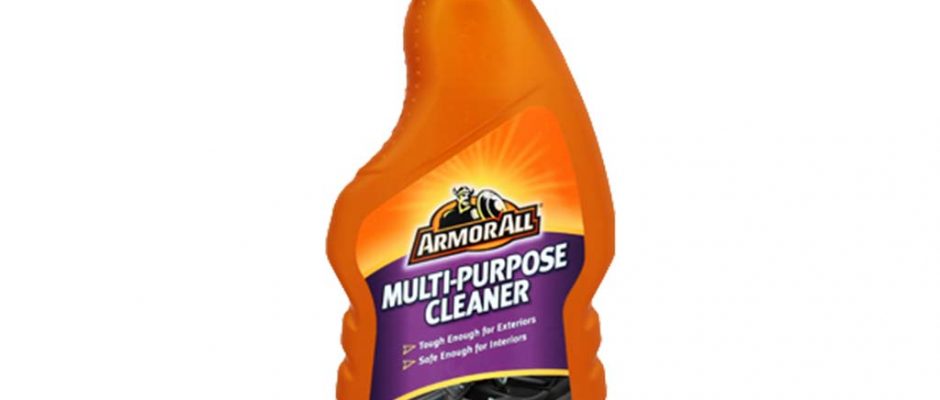 ARMORALL
MULTI-PURPOSE
CLEANER
Tough Enough for Exteriors
Safe Enough for Interiors